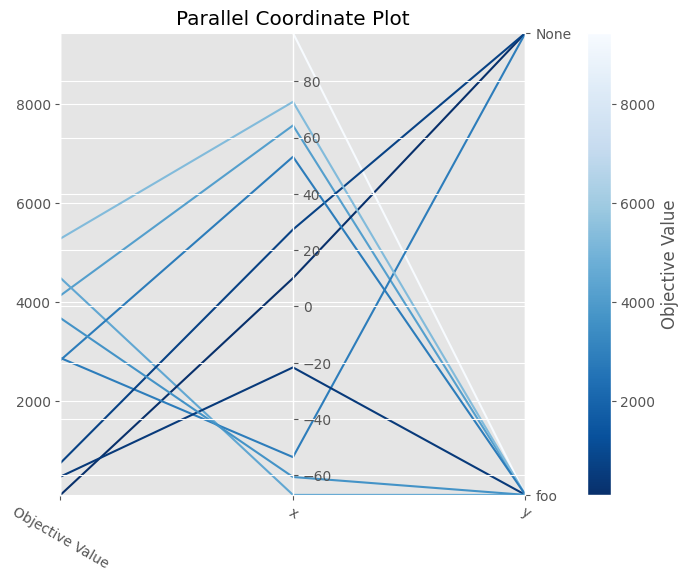 Parallel Coordinate Plot
None
80
8000
8000
60
6000
40
6000
20
Objective Value
4000
0
4000
−20
2000
−40
2000
−60
foo
Objective Value
x
y